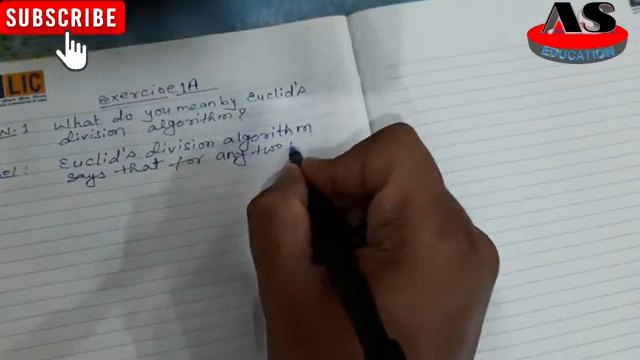 SUBSCRIBE
AS
EDUCATION
LIC
exercise 1A
What do you mean by Euclid's
division algorithm?
Euclid's division algorithm
says that for any two